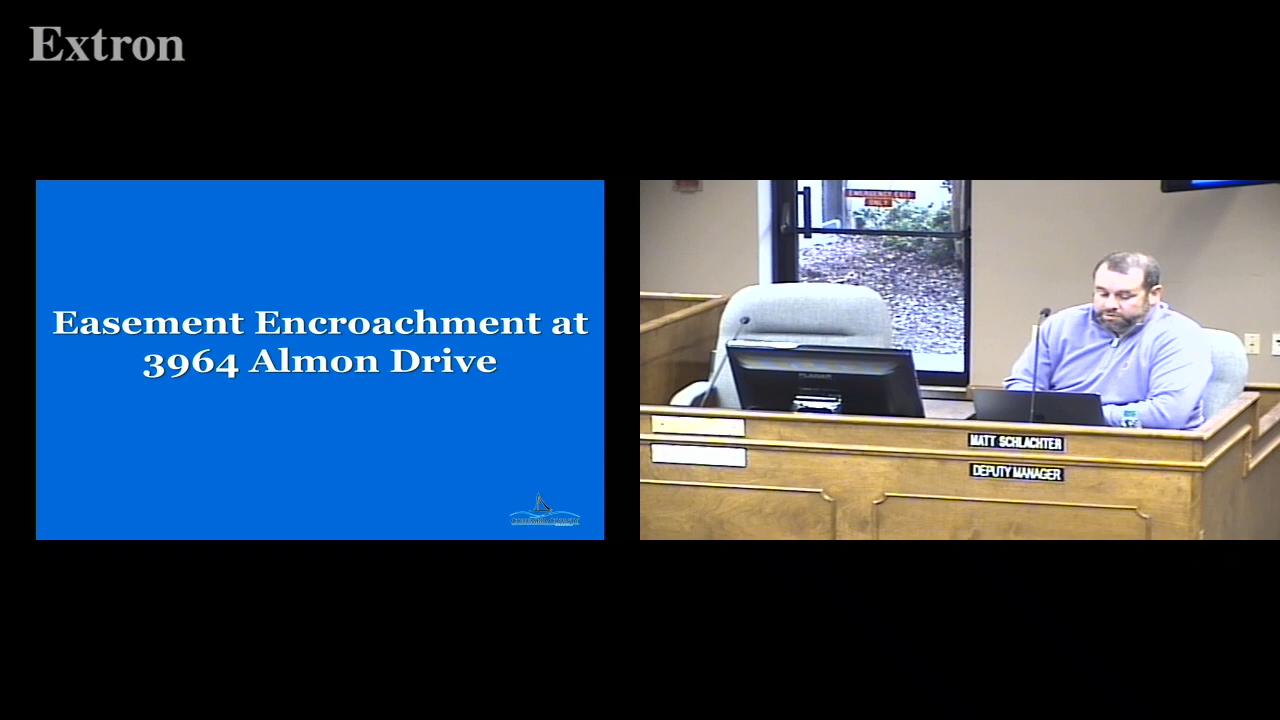 Extron
Easement Encroachment at
3964 Almon Drive
EMERGENCY EXIT
ONLY
PLANAR
MATT SCHLACHTER
DEPUTY MANAGER